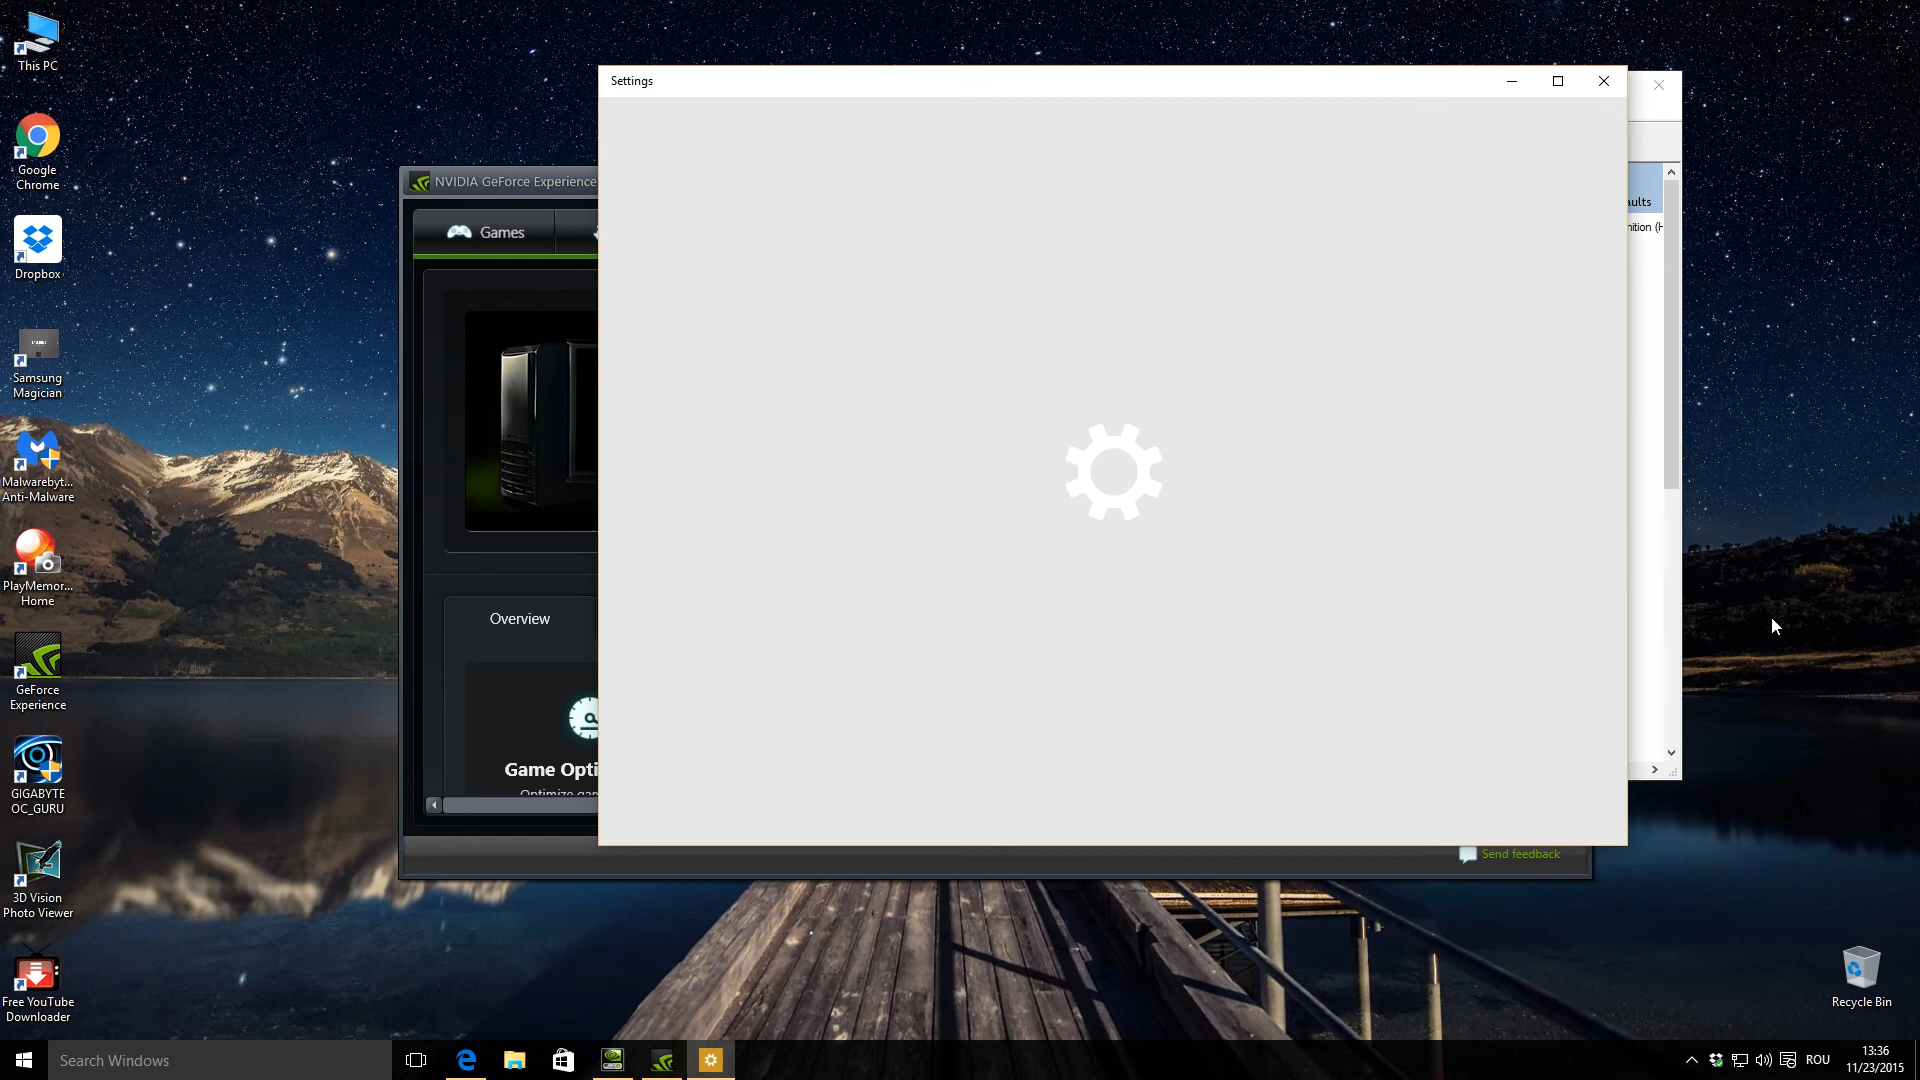 This PC
Google
Chrome
Dropbox
Samsung
Magician
Malwarebyt...
Anti-Malware
PlayMemor...
Home
GeForce
Experience
GIGABYTE
OC_GURU
3D Vision
Photo Viewer
Free YouTube
Downloader
Settings
NVIDIA GeForce Experience
Games
Overview
Game Opti
Optimize gam
aults
nition (H
Send feedback
Recycle Bin
Search Windows
ROU
13:36
11/23/2015